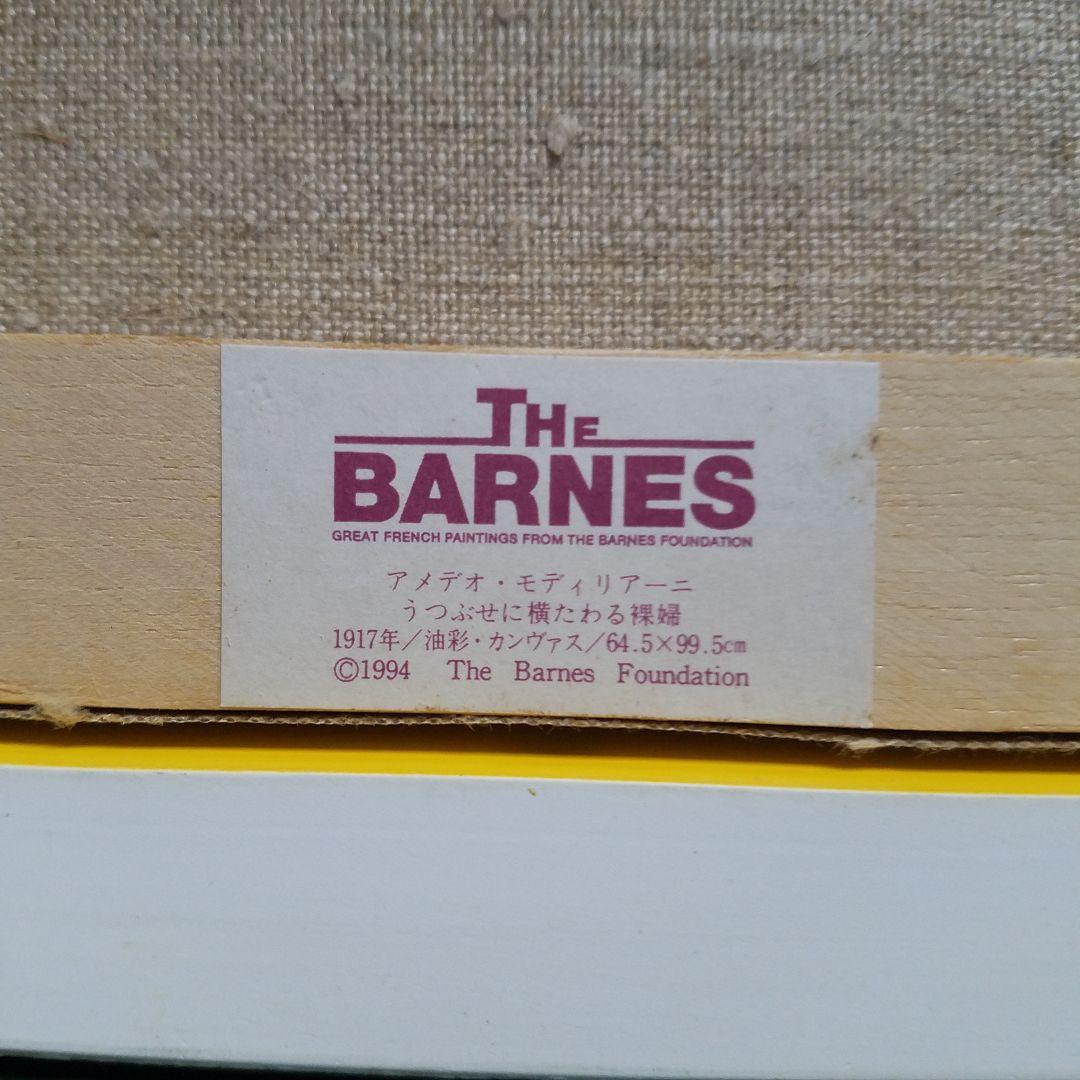 THE
BARNES
GREAT FRENCH PAINTINGS FROM THE BARNES FOUNDATION
アメデオ・モディリアーニ
うつぶせに横たわる裸婦
1917年／油彩・カンヴァス／64.5×99.5cm
©1994 The Barnes Foundation